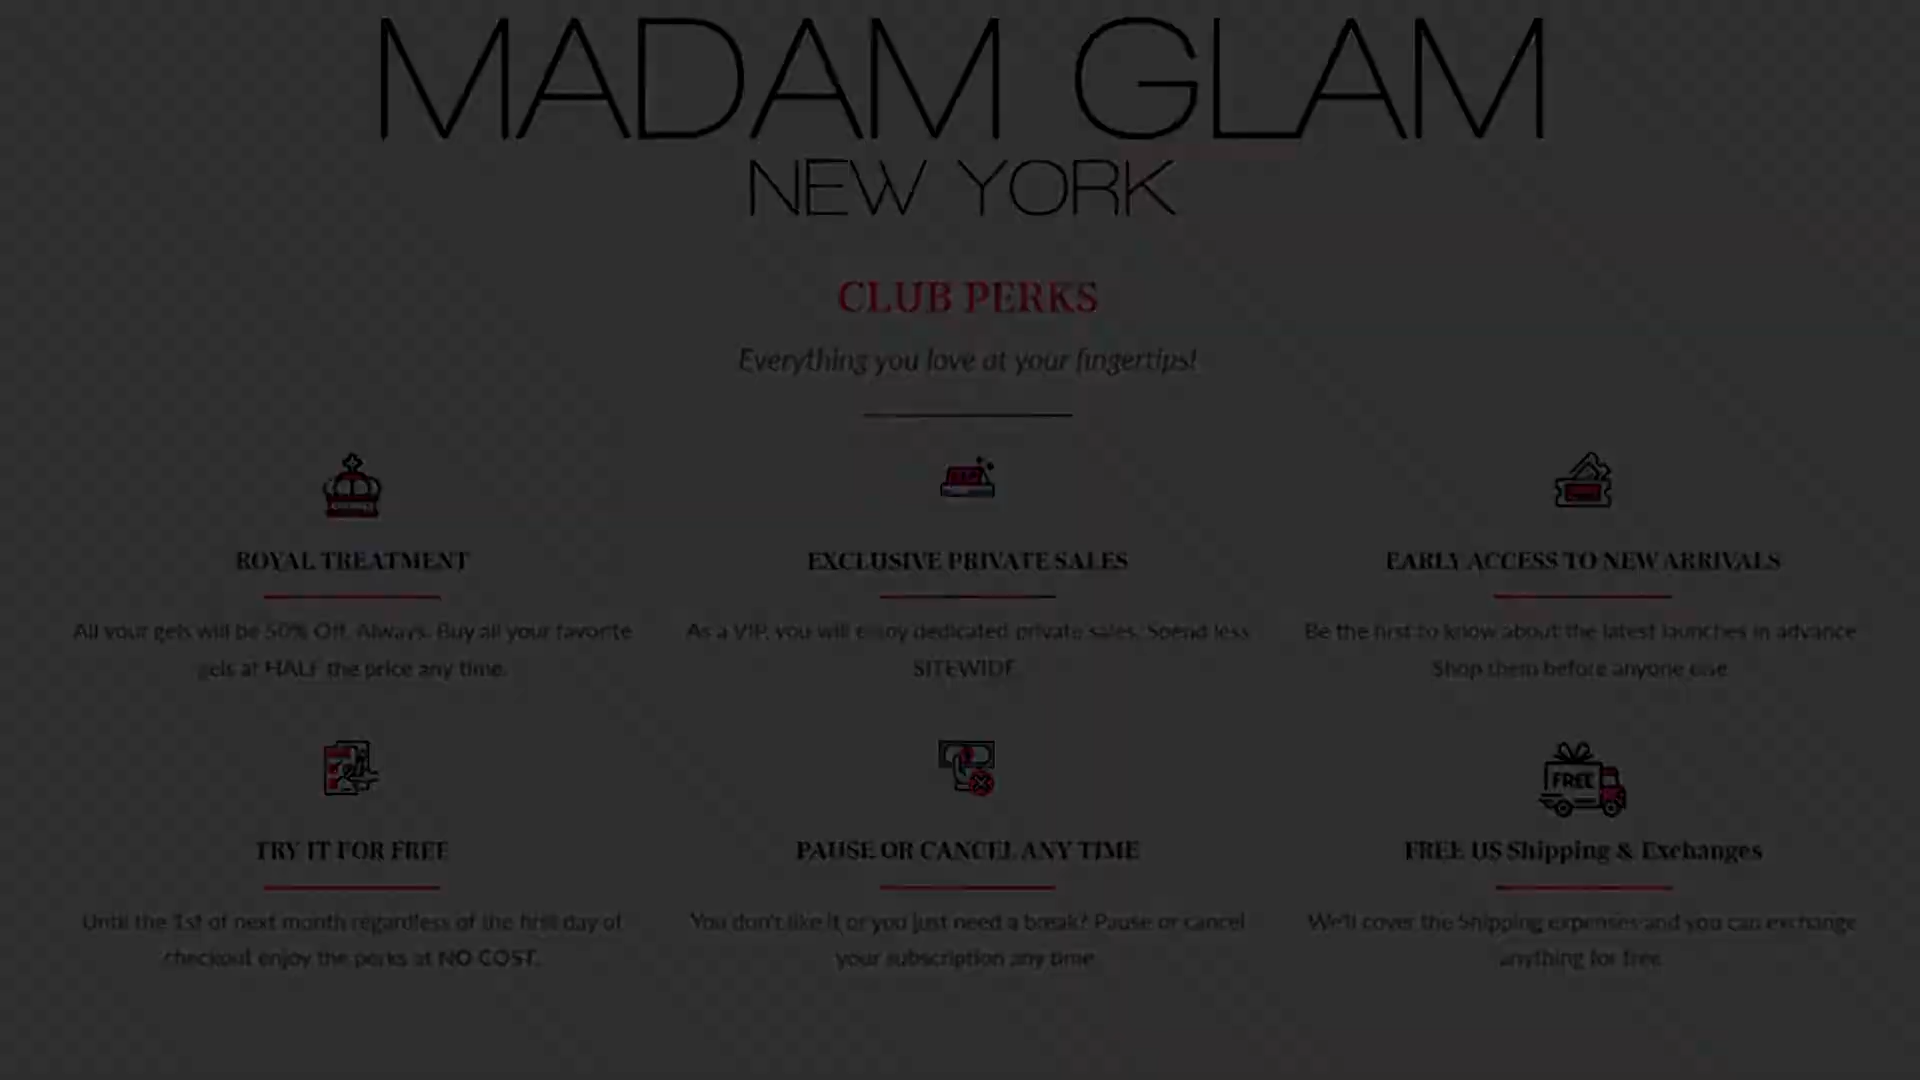 MADAM GLAM
NEW YORK
CLUB PERKS
Everything you love at your fingertips!
ROYAL TREATMENT
All your gels will be 50% Off. Always. Buy all your favorite
gels at HALF the price any time.
EXCLUSIVE PRIVATE SALES
As a VIP, you will enjoy dedicated private sales. Spend less
SITEWIDE.
EARLY ACCESS TO NEW ARRIVALS
Be the first to know about the latest launches in advance
Shop them before anyone else
TRY IT FOR FREE
Until the 1st of next month regardless of the first day of
checkout enjoy the perks at NO COST.
PAUSE OR CANCEL ANY TIME
You don't like it or you just need a break? Pause or cancel
your subscription any time
FREE
FREE US Shipping & Exchanges
We'll cover the Shipping expenses and you can exchange
anything for free